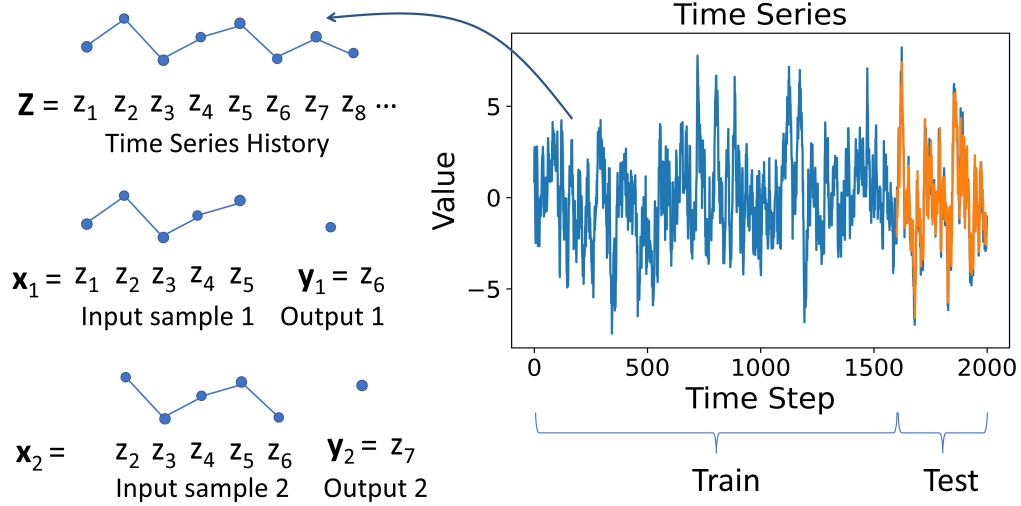 Z = z1 z2 z3 z4 z5 z6 z7 z8 ...
Time Series History
x1 = z1 z2 z3 z4 z5
y1 = z6
Input sample 1
Output 1
x2 = z2 z3 z4 z5 z6
y2 = z7
Input sample 2
Output 2
Time Series
Value
5
0
−5
0
500
1000
1500
2000
Time Step
Train
Test